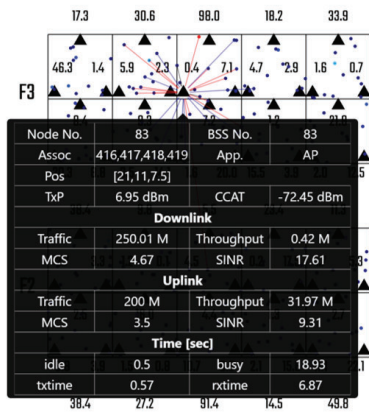 17.3 30.6 98.0 18.2 33.9
46.3 1.4 5.9 2.3 0.4 7.1 4.7 2.9 1.6 0.7
F3
Node No. 83 BSS No. 83
Assoc 416,417,418,419 App. AP
Pos [21,11,7.5]
TxP 6.95 dBm CCAT -72.45 dBm
Downlink
Traffic 250.01 M Throughput 0.42 M
MCS 4.67 SINR 17.61
Uplink
Traffic 200 M Throughput 31.97 M
MCS 3.5 SINR 9.31
Time [sec]
idle 0.5 busy 18.93
txtime 0.57 rxtime 6.87
38.4 27.2 91.4 14.5 49.8